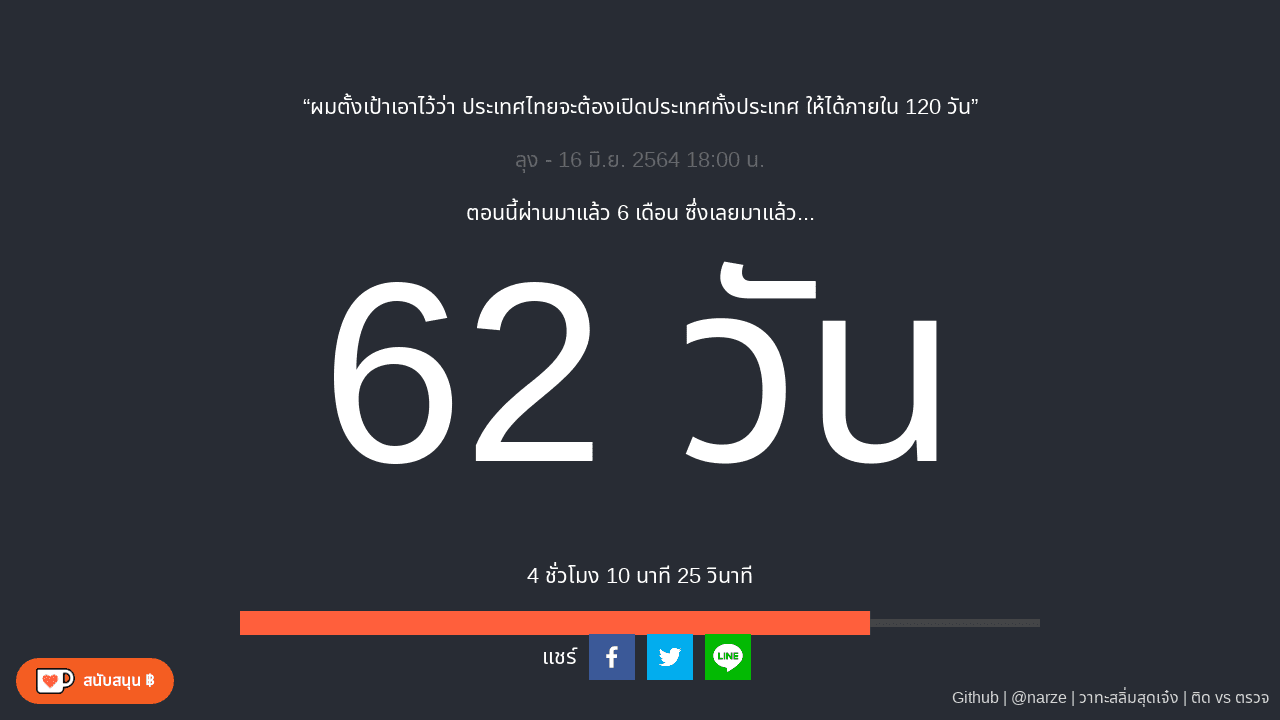 “ผมตั้งเป้าเอาไว้ว่า ประเทศไทยจะต้องเปิดประเทศทั้งประเทศ ให้ได้ภายใน 120 วัน”
ลุง - 16 มิ.ย. 2564 18:00 น.
ตอนนี้ผ่านมาแล้ว 6 เดือน ซึ่งเลยมาแล้ว...
62 วัน
4 ชั่วโมง 10 นาที 25 วินาที
แชร์
LINE
สนับสนุน ฿
Github | @narze | วาทะสลิ่มสุดเจ๋ง | ติด vs ตรวจ